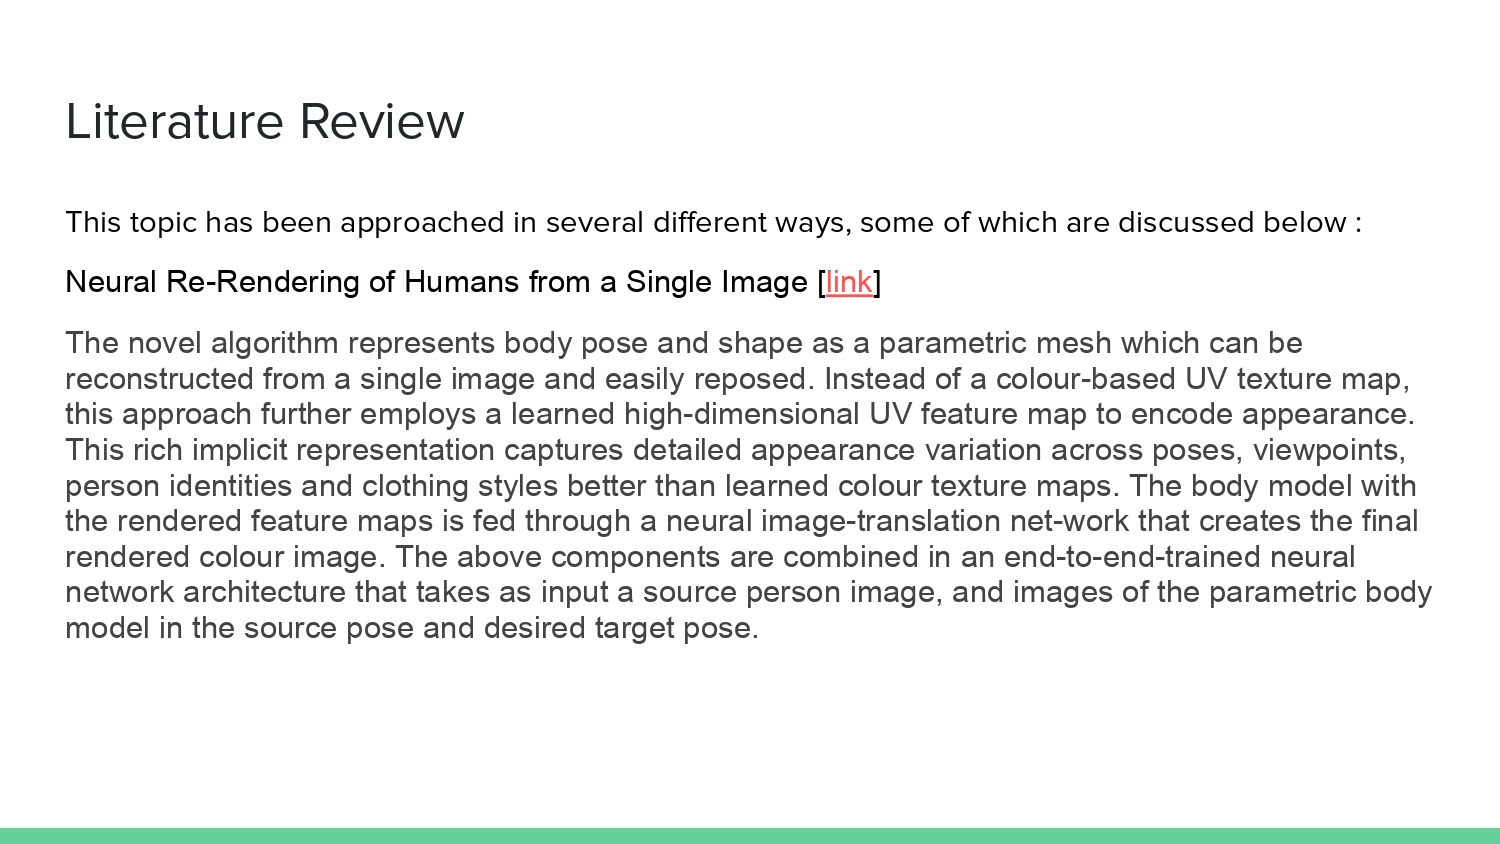 Literature Review
This topic has been approached in several different ways, some of which are discussed below :
Neural Re-Rendering of Humans from a Single Image [link]
The novel algorithm represents body pose and shape as a parametric mesh which can be
reconstructed from a single image and easily reposed. Instead of a colour-based UV texture map,
this approach further employs a learned high-dimensional UV feature map to encode appearance.
This rich implicit representation captures detailed appearance variation across poses, viewpoints,
person identities and clothing styles better than learned colour texture maps. The body model with
the rendered feature maps is fed through a neural image-translation net-work that creates the final
rendered colour image. The above components are combined in an end-to-end-trained neural
network architecture that takes as input a source person image, and images of the parametric body
model in the source pose and desired target pose.